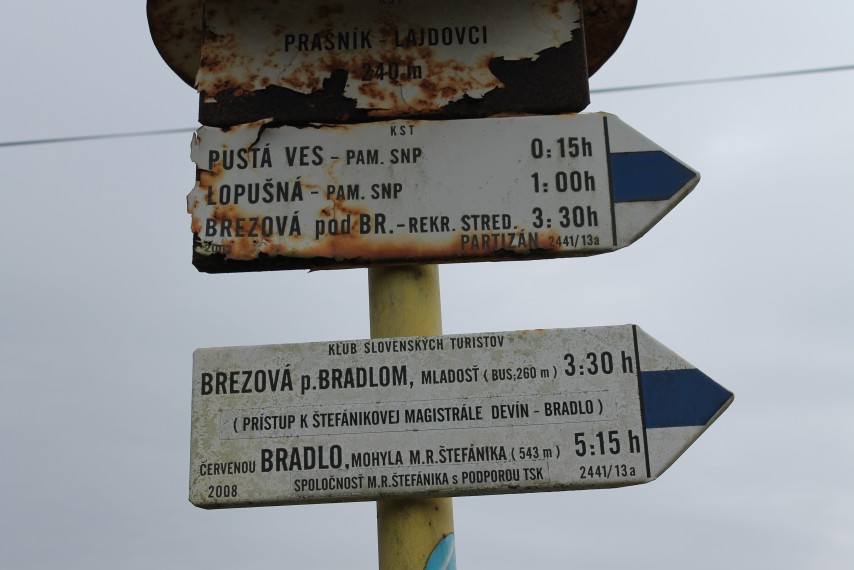 KST
PRAŠNÍK - LAJDOVCI
240 m
KST
PUSTÁ VES - PAM. SNP 0:15h
LOPUŠNÁ - PAM. SNP 1:00h
BREZOVÁ pod BR.-REKR. STRED. 3:30h
PARTIZÁN 2441/13a
KLUB SLOVENSKÝCH TURISTOV
BREZOVÁ p.BRADLOM, MLADOSŤ (BUS;260 m) 3:30 h
(PRÍSTUP K ŠTEFÁNIKOVEJ MAGISTRÁLE DEVÍN - BRADLO)
ČERVENOU BRADLO, MOHYLA M.R.ŠTEFÁNIKA (543 m) 5:15 h
SPOLOČNOSŤ M.R.ŠTEFÁNIKA s PODPOROU TSK
2008 2441/13a